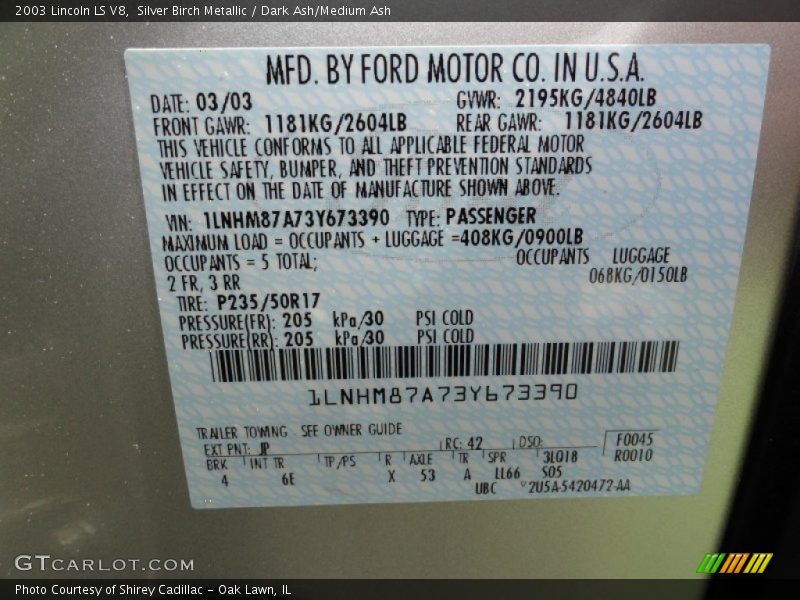 2003 Lincoln LS V8, Silver Birch Metallic / Dark Ash/Medium Ash
MFD. BY FORD MOTOR CO. IN U.S.A.
DATE: 03/03 GVWR: 2195KG/4840LB
FRONT GAWR: 1181KG/2604LB REAR GAWR: 1181KG/2604LB
THIS VEHICLE CONFORMS TO ALL APPLICABLE FEDERAL MOTOR
VEHICLE SAFETY, BUMPER, AND THEFT PREVENTION STANDARDS
IN EFFECT ON THE DATE OF MANUFACTURE SHOWN ABOVE.
VIN: 1LNHM87A73Y673390 TYPE: PASSENGER
MAXIMUM LOAD = OCCUPANTS + LUGGAGE =408KG/0900LB
OCCUPANTS = 5 TOTAL; OCCUPANTS LUGGAGE
2 FR, 3 RR 068KG/0150LB
TIRE: P235/50R17
PRESSURE(FR): 205 kPa/30 PSI COLD
PRESSURE(RR): 205 kPa/30 PSI COLD
1LNHM87A73Y673390
TRAILER TOWING - SEE OWNER GUIDE
EXT PNT: JP RC: 42 DSO: F0045
BRK INT TR TP/PS R AXLE TR SPR 3L018 R0010
4 6E X 53 A LL66 S05
UBC 2U5A-5420472-AA
GTCARLOT.COM
Photo Courtesy of Shirey Cadillac - Oak Lawn, IL